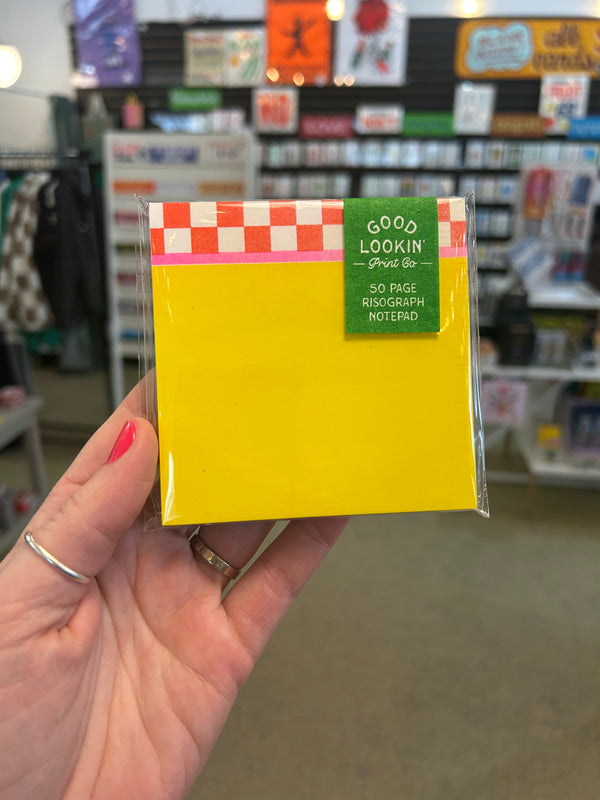 GOOD
LOOKIN'
Print Co.
50 PAGE
RISOGRAPH
NOTEPAD